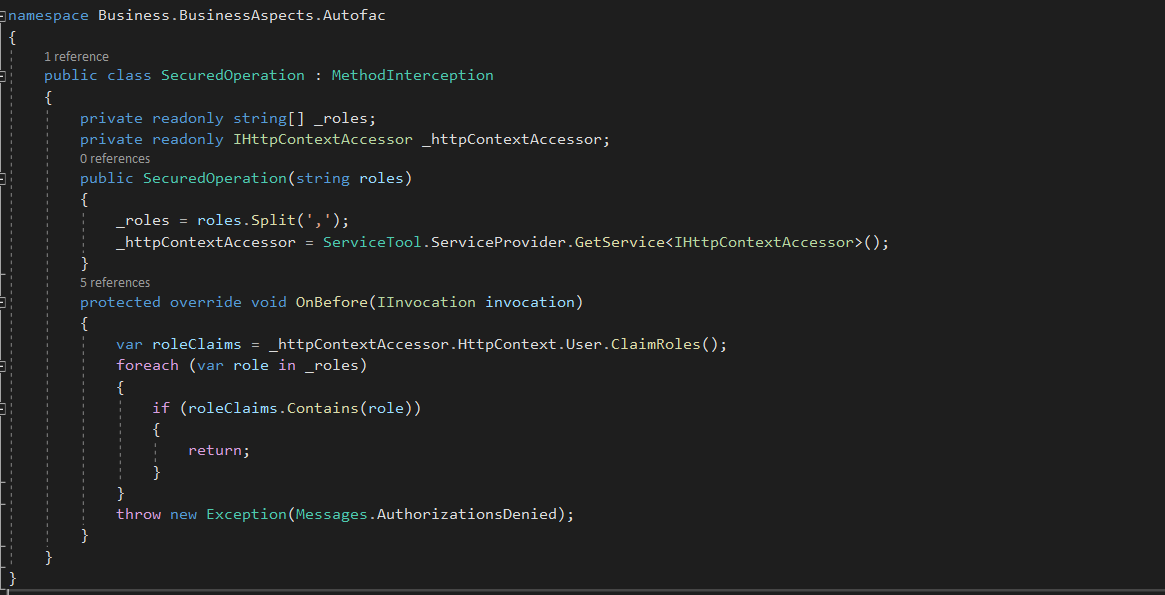 namespace Business.BusinessAspects.Autofac
{
1 reference
public class SecuredOperation : MethodInterception
{
private readonly string[] _roles;
private readonly IHttpContextAccessor _httpContextAccessor;
0 references
public SecuredOperation(string roles)
{
_roles = roles.Split(',');
_httpContextAccessor = ServiceTool.ServiceProvider.GetService<IHttpContextAccessor>();
}
5 references
protected override void OnBefore(IInvocation invocation)
{
var roleClaims = _httpContextAccessor.HttpContext.User.ClaimRoles();
foreach (var role in _roles)
{
if (roleClaims.Contains(role))
{
return;
}
}
throw new Exception(Messages.AuthorizationsDenied);
}
}
}